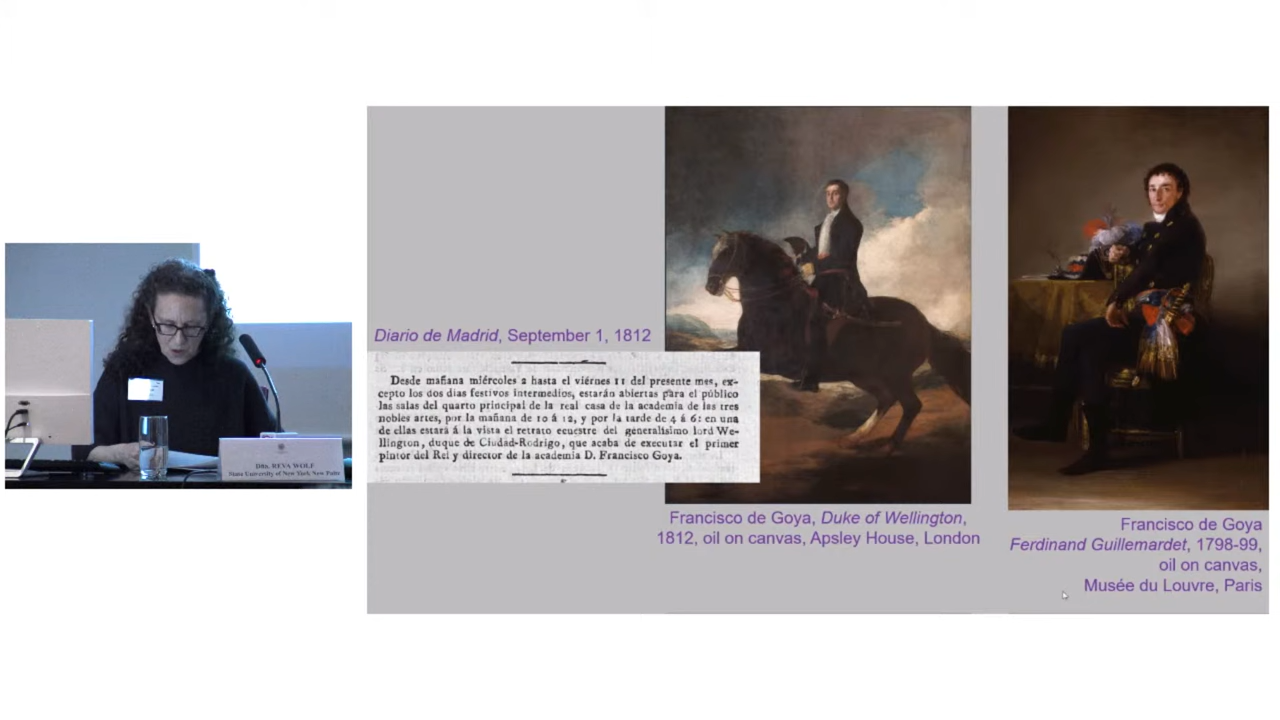 Diario de Madrid, September 1, 1812
Desde mañana miércoles 2 hasta el viérnes 11 del presente mes, ex-
cepto los dos dias festivos intermedios, estarán abiertas para el público
las salas del quarto principal de la real casa de la academia de las tres
nobles artes, por la mañana de 10 á 12, y por la tarde de 4 á 6: en una
de ellas estará á la vista el retrato ecuestre del generalísimo lord We-
llington, duque de Ciudad-Rodrigo, que acaba de executar el primer
pintor del Rei y director de la academia D. Francisco Goya.
Francisco de Goya, Duke of Wellington,
1812, oil on canvas, Apsley House, London
Francisco de Goya
Ferdinand Guillemardet, 1798-99,
oil on canvas,
Musée du Louvre, Paris
DRA. REVA WOLF
State University of New York, New Paltz